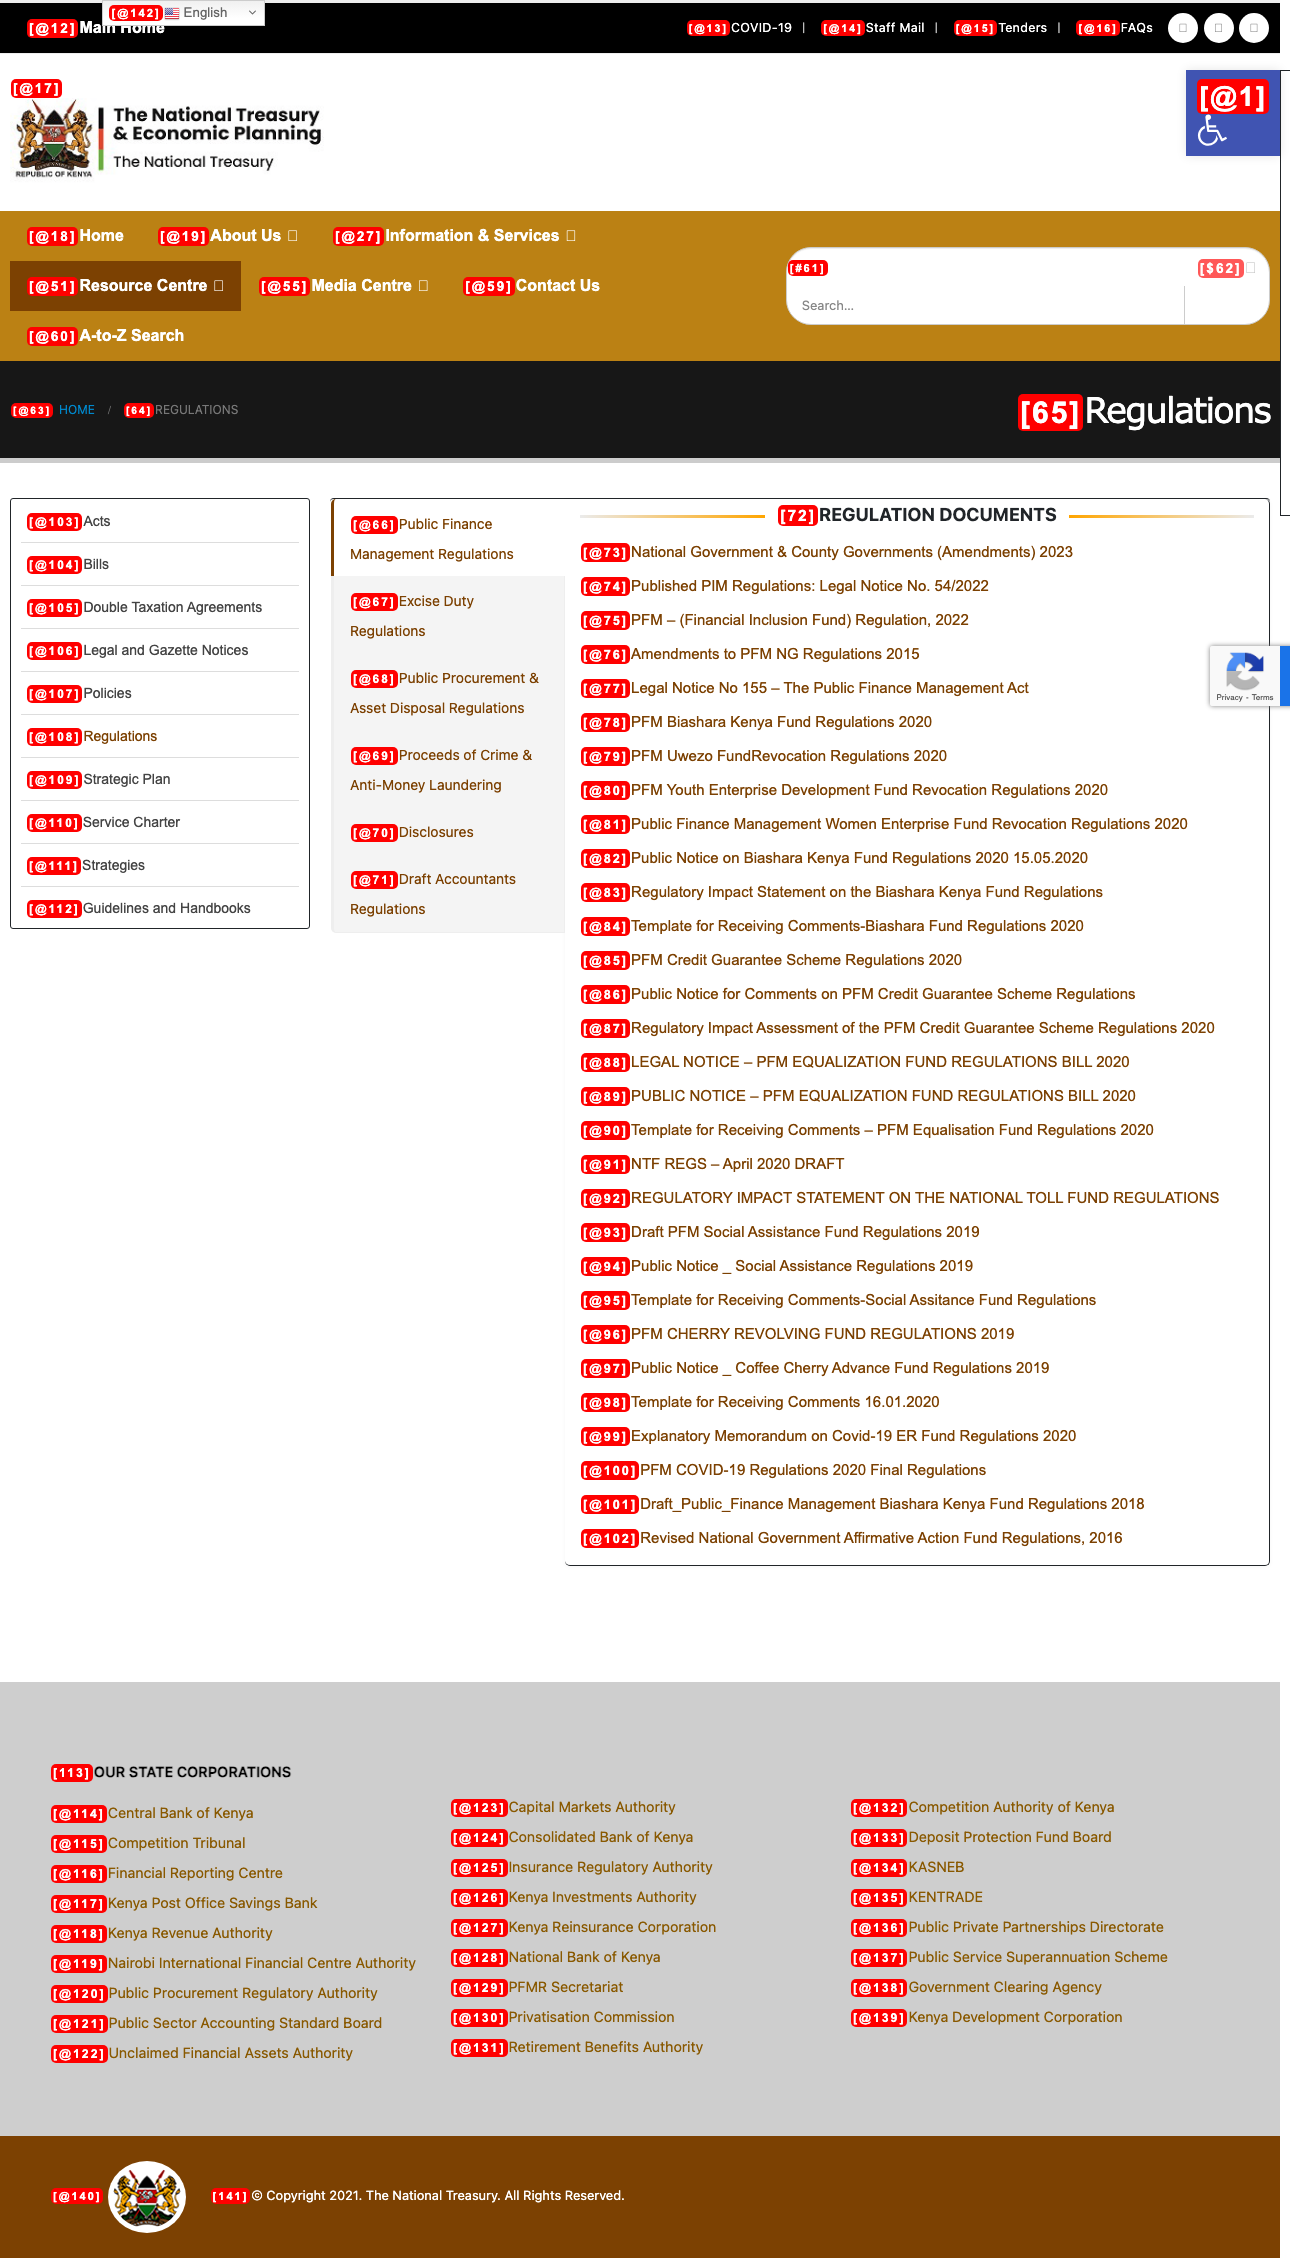 [@142] English
[@12] Main Home
[@13]COVID-19 | [@14]Staff Mail | [@15]Tenders | [@16]FAQs
[@17]
[@1]
The National Treasury
& Economic Planning
The National Treasury
REPUBLIC OF KENYA
[@18]Home [@19]About Us [@27]Information & Services
[@51]Resource Centre [@55]Media Centre [@59]Contact Us
[@60]A-to-Z Search
[#61] [$62]
Search...
[@63] HOME / [64]REGULATIONS
[65]Regulations
[@103]Acts
[@104]Bills
[@105]Double Taxation Agreements
[@106]Legal and Gazette Notices
[@107]Policies
[@108]Regulations
[@109]Strategic Plan
[@110]Service Charter
[@111]Strategies
[@112]Guidelines and Handbooks
[@66]Public Finance
Management Regulations
[@67]Excise Duty
Regulations
[@68]Public Procurement &
Asset Disposal Regulations
[@69]Proceeds of Crime &
Anti-Money Laundering
[@70]Disclosures
[@71]Draft Accountants
Regulations
[72]REGULATION DOCUMENTS
[@73]National Government & County Governments (Amendments) 2023
[@74]Published PIM Regulations: Legal Notice No. 54/2022
[@75]PFM – (Financial Inclusion Fund) Regulation, 2022
[@76]Amendments to PFM NG Regulations 2015
[@77]Legal Notice No 155 – The Public Finance Management Act
[@78]PFM Biashara Kenya Fund Regulations 2020
[@79]PFM Uwezo FundRevocation Regulations 2020
[@80]PFM Youth Enterprise Development Fund Revocation Regulations 2020
[@81]Public Finance Management Women Enterprise Fund Revocation Regulations 2020
[@82]Public Notice on Biashara Kenya Fund Regulations 2020 15.05.2020
[@83]Regulatory Impact Statement on the Biashara Kenya Fund Regulations
[@84]Template for Receiving Comments-Biashara Fund Regulations 2020
[@85]PFM Credit Guarantee Scheme Regulations 2020
[@86]Public Notice for Comments on PFM Credit Guarantee Scheme Regulations
[@87]Regulatory Impact Assessment of the PFM Credit Guarantee Scheme Regulations 2020
[@88]LEGAL NOTICE – PFM EQUALIZATION FUND REGULATIONS BILL 2020
[@89]PUBLIC NOTICE – PFM EQUALIZATION FUND REGULATIONS BILL 2020
[@90]Template for Receiving Comments – PFM Equalisation Fund Regulations 2020
[@91]NTF REGS – April 2020 DRAFT
[@92]REGULATORY IMPACT STATEMENT ON THE NATIONAL TOLL FUND REGULATIONS
[@93]Draft PFM Social Assistance Fund Regulations 2019
[@94]Public Notice _ Social Assistance Regulations 2019
[@95]Template for Receiving Comments-Social Assitance Fund Regulations
[@96]PFM CHERRY REVOLVING FUND REGULATIONS 2019
[@97]Public Notice _ Coffee Cherry Advance Fund Regulations 2019
[@98]Template for Receiving Comments 16.01.2020
[@99]Explanatory Memorandum on Covid-19 ER Fund Regulations 2020
[@100]PFM COVID-19 Regulations 2020 Final Regulations
[@101]Draft_Public_Finance Management Biashara Kenya Fund Regulations 2018
[@102]Revised National Government Affirmative Action Fund Regulations, 2016
Privacy - Terms
[113]OUR STATE CORPORATIONS
[@114]Central Bank of Kenya
[@115]Competition Tribunal
[@116]Financial Reporting Centre
[@117]Kenya Post Office Savings Bank
[@118]Kenya Revenue Authority
[@119]Nairobi International Financial Centre Authority
[@120]Public Procurement Regulatory Authority
[@121]Public Sector Accounting Standard Board
[@122]Unclaimed Financial Assets Authority
[@123]Capital Markets Authority
[@124]Consolidated Bank of Kenya
[@125]Insurance Regulatory Authority
[@126]Kenya Investments Authority
[@127]Kenya Reinsurance Corporation
[@128]National Bank of Kenya
[@129]PFMR Secretariat
[@130]Privatisation Commission
[@131]Retirement Benefits Authority
[@132]Competition Authority of Kenya
[@133]Deposit Protection Fund Board
[@134]KASNEB
[@135]KENTRADE
[@136]Public Private Partnerships Directorate
[@137]Public Service Superannuation Scheme
[@138]Government Clearing Agency
[@139]Kenya Development Corporation
[@140] [141]© Copyright 2021. The National Treasury. All Rights Reserved.